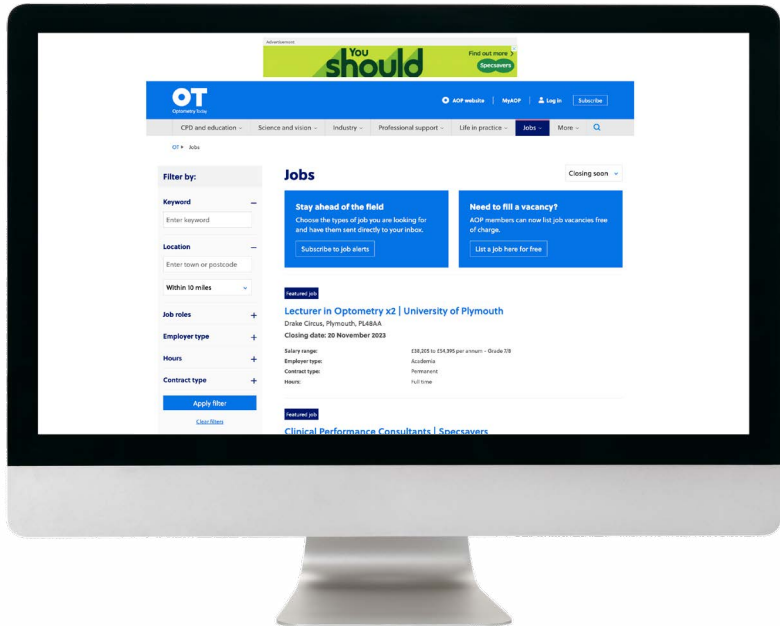 Advertisement
You
should
Find out more >
Specsavers
OT
Optometry Today
AOP website | MyAOP | Log in Subscribe
CPD and education Science and vision Industry Professional support Life in practice Jobs More
OT Jobs
Filter by:
Keyword
Enter keyword
Location
Enter town or postcode
Within 10 miles
Job roles +
Employer type +
Hours +
Contract type +
Apply filter
Clear filters
Jobs
Closing soon
Stay ahead of the field
Choose the types of job you are looking for
and have them sent directly to your inbox.
Subscribe to job alerts
Need to fill a vacancy?
AOP members can now list job vacancies free
of charge.
List a job here for free
Featured job
Lecturer in Optometry x2 | University of Plymouth
Drake Circus, Plymouth, PL48AA
Closing date: 20 November 2023
Salary range: £38,205 to £54,395 per annum – Grade 7/8
Employer type: Academia
Contract type: Permanent
Hours: Full time
Featured job
Clinical Performance Consultants | Specsavers